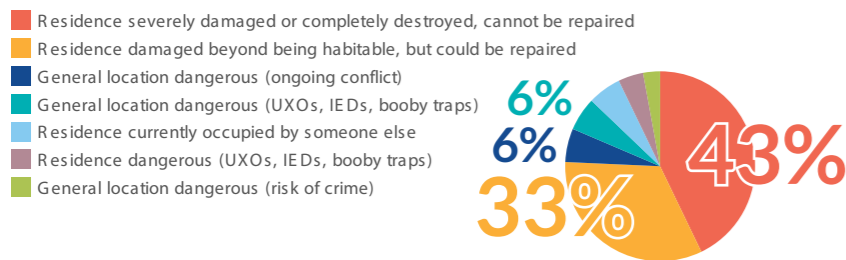 Residence severely damaged or completely destroyed, cannot be repaired
Residence damaged beyond being habitable, but could be repaired
General location dangerous (ongoing conflict)
General location dangerous (UXOs, IEDs, booby traps)
Residence currently occupied by someone else
Residence dangerous (UXOs, IEDs, booby traps)
General location dangerous (risk of crime)
6%
6%
43%
33%